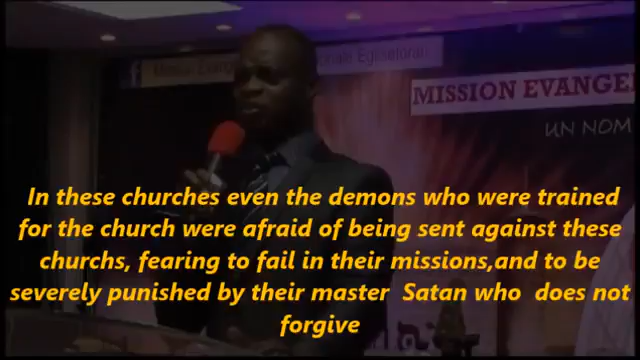 MISSION EVANGE
UN NOM
In these churches even the demons who were trained
for the church were afraid of being sent against these
churchs, fearing to fail in their missions,and to be
severely punished by their master Satan who does not
forgive